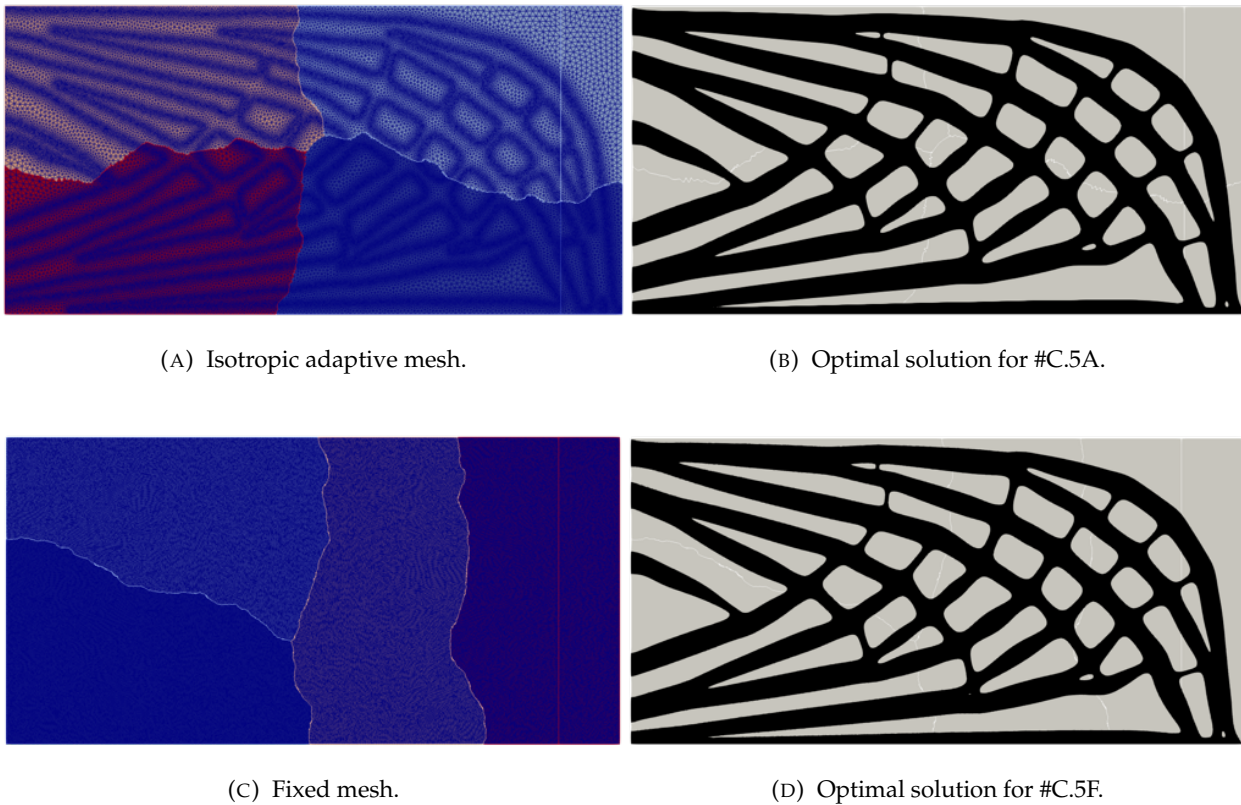 (A) Isotropic adaptive mesh.
(B) Optimal solution for #C.5A.
(C) Fixed mesh.
(D) Optimal solution for #C.5F.